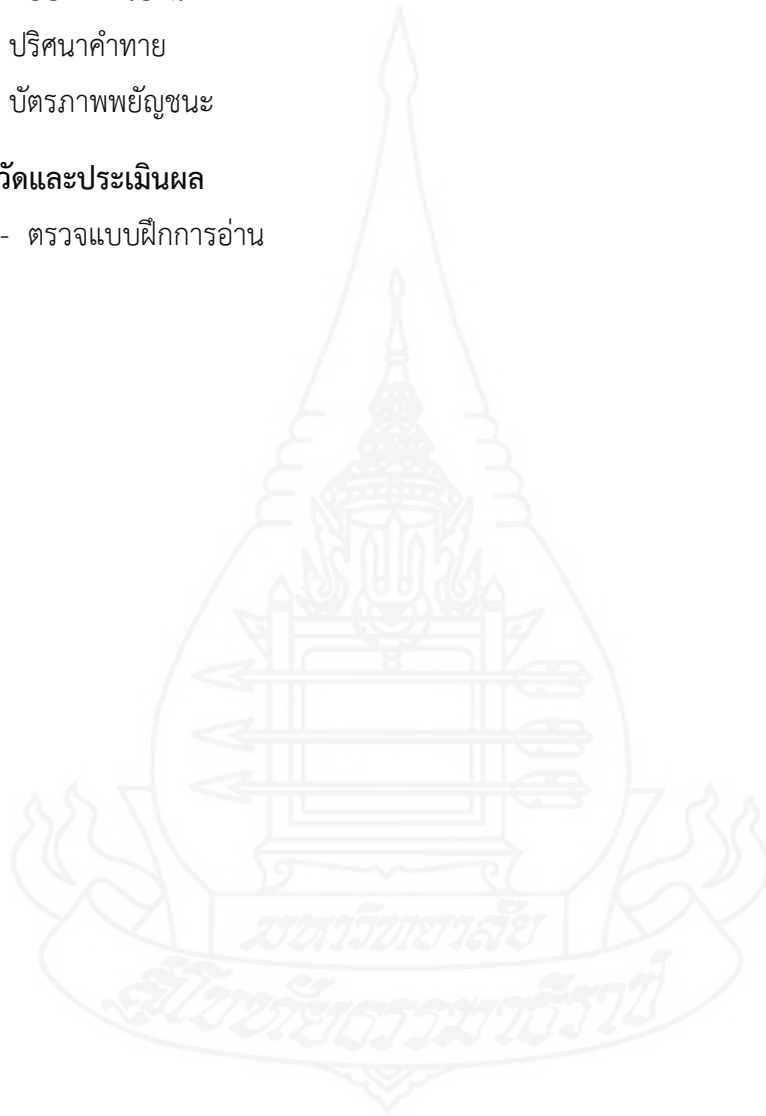 ปริศนาคำทาย
บัตรภาพพยัญชนะ
วัดและประเมินผล
- ตรวจแบบฝึกการอ่าน
มหาวิทยาลัย
สุโขทัยธรรมาธิราช